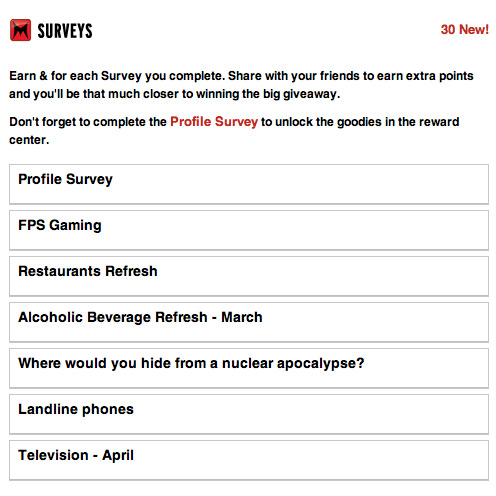 SURVEYS
30 New!
Earn & for each Survey you complete. Share with your friends to earn extra points
and you'll be that much closer to winning the big giveaway.
Don't forget to complete the Profile Survey to unlock the goodies in the reward
center.
Profile Survey
FPS Gaming
Restaurants Refresh
Alcoholic Beverage Refresh - March
Where would you hide from a nuclear apocalypse?
Landline phones
Television - April